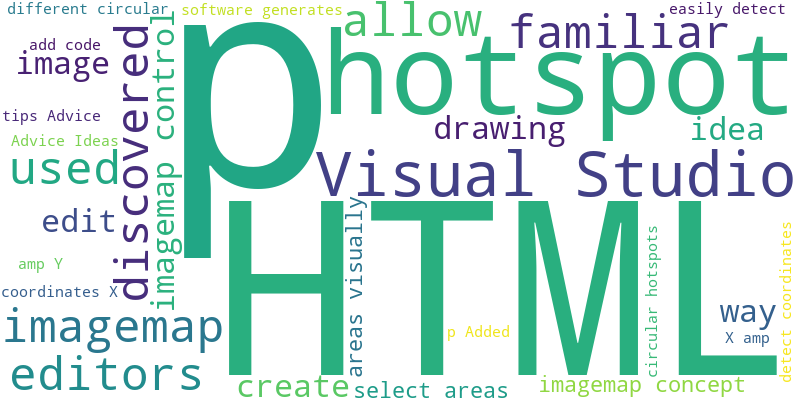 different circular
software generates
easily detect
add code
image
allow
familiar
discovered
imagemap control
p
hotspot
tips Advice
drawing
idea
Advice Ideas
used
Visual Studio
edit
HTML
areas visually
amp Y
coordinates X
circular hotspots
detect coordinates
way
imagemap
p Added
X amp
editors
create
select areas
imagemap concept